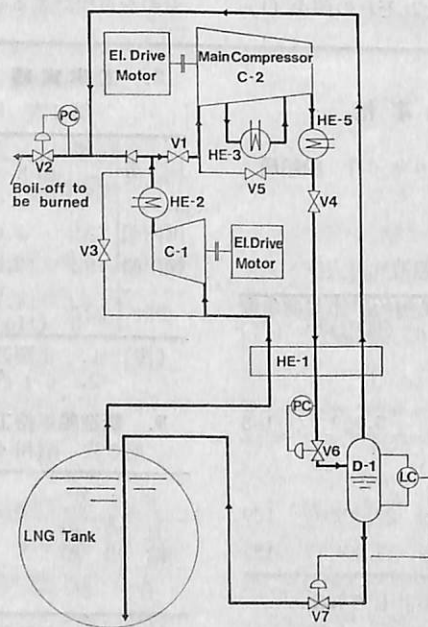 El. Drive
Motor
Main Compressor
C-2
PC
V2
V1
HE-3
HE-5
V5
V4
Boil-off to
be burned
HE-2
V3
C-1
El. Drive
Motor
HE-1
PC
V6
D-1
LC
LNG Tank
V7